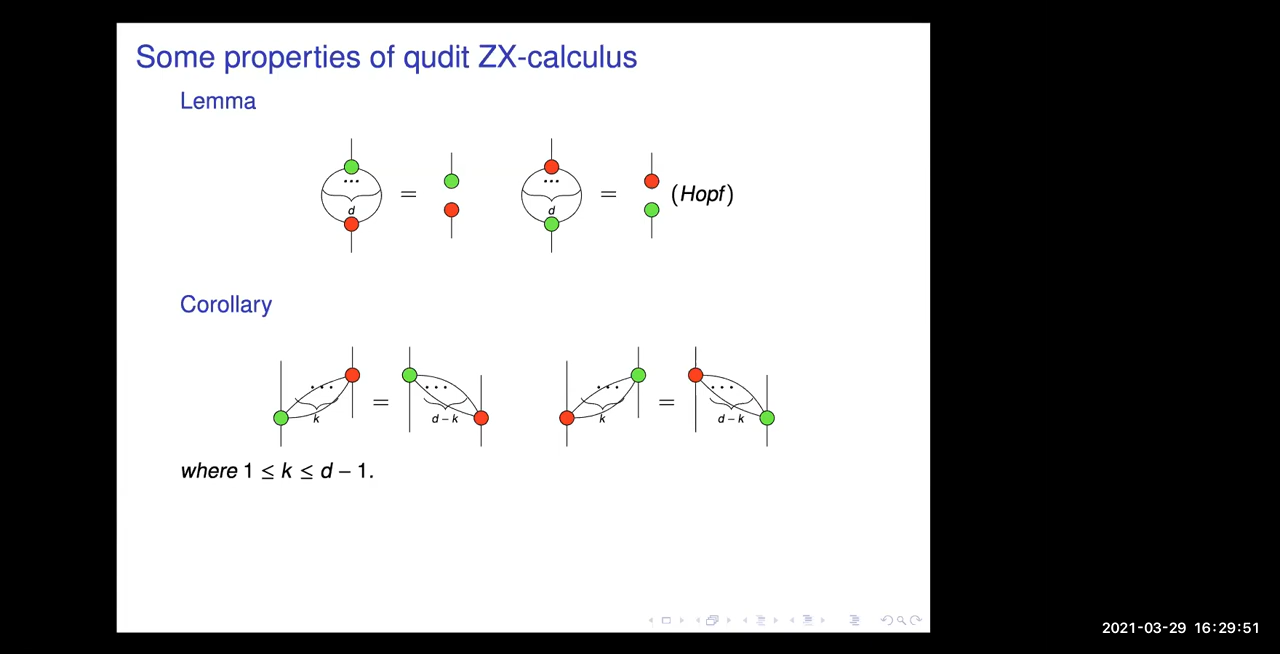 Some properties of qudit ZX-calculus
Lemma
... d = ... d = (Hopf)
Corollary
... k = ... d – k ... k = ... d – k
where 1 ≤ k ≤ d – 1.
2021-03-29 16:29:51